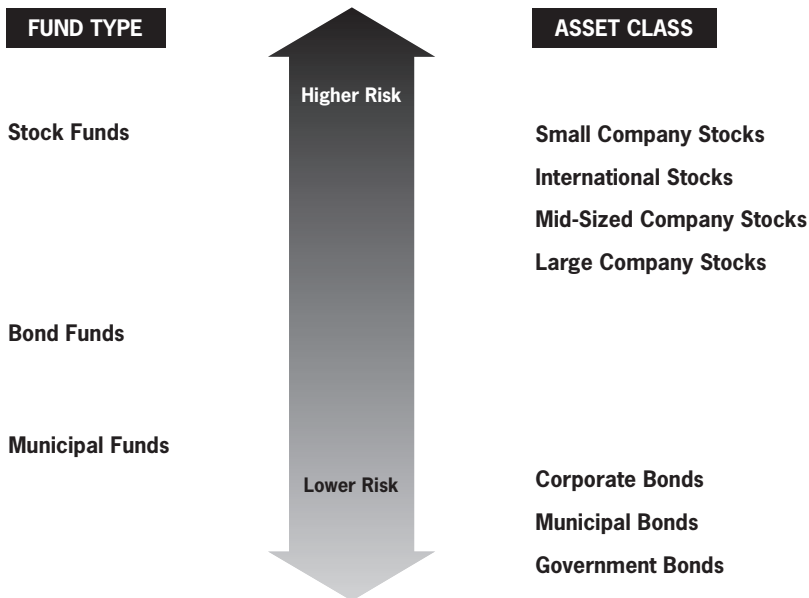 FUND TYPE
ASSET CLASS
Higher Risk
Stock Funds
Small Company Stocks
International Stocks
Mid-Sized Company Stocks
Large Company Stocks
Bond Funds
Municipal Funds
Lower Risk
Corporate Bonds
Municipal Bonds
Government Bonds